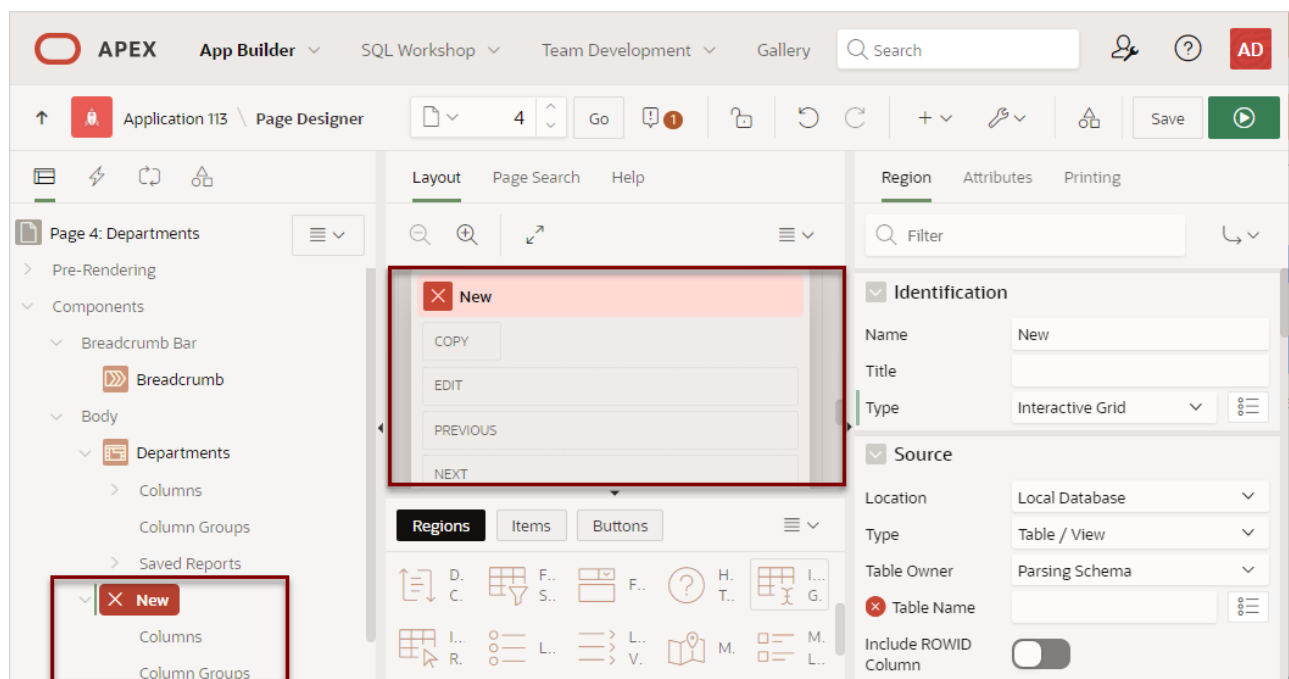 APEX App Builder SQL Workshop Team Development Gallery Search AD
Application 113 \ Page Designer 4 Go 1 Save
Layout Page Search Help
Region Attributes Printing
Page 4: Departments
Filter
Pre-Rendering
Components
Breadcrumb Bar
Breadcrumb
Body
Departments
Columns
Column Groups
Saved Reports
New
Columns
Column Groups
New
COPY
EDIT
PREVIOUS
NEXT
Regions Items Buttons
D. F.. F.. H. I...
C. S.. T.. G.
I... L.. L.. M. M.
R. V. L..
Identification
Name New
Title
Type Interactive Grid
Source
Location Local Database
Type Table / View
Table Owner Parsing Schema
Table Name
Include ROWID
Column